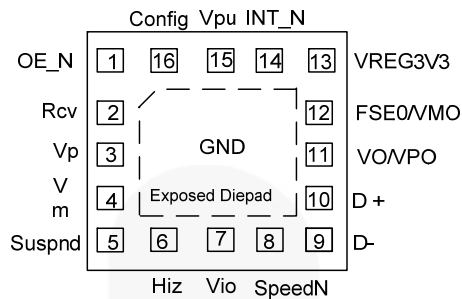 Config Vpu INT_N
OE_N 1 16 15 14 13 VREG3V3
Rcv 2 12 FSE0/VMO
Vp 3 GND 11 VO/VPO
V
m 4 Exposed Diepad 10 D +
Suspnd 5 6 7 8 9 D-
Hiz Vio SpeedN